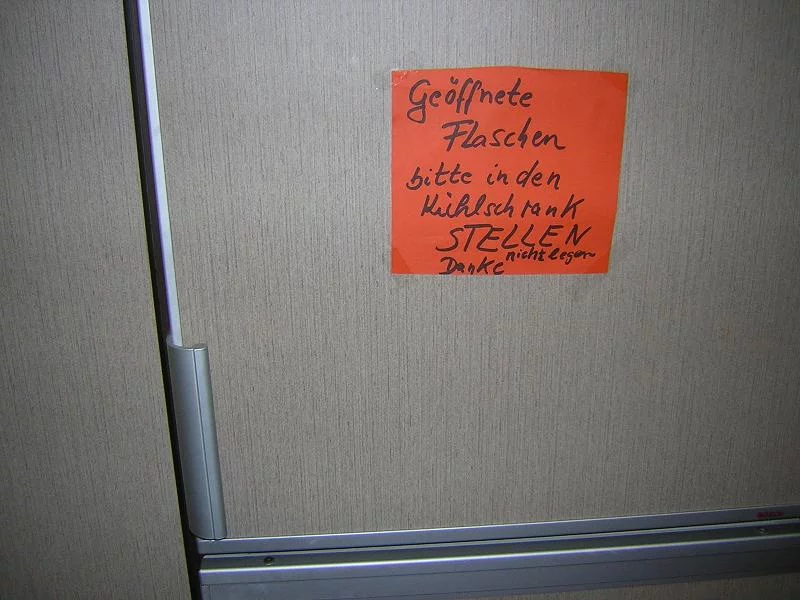 Geöffnete
Flaschen
bitte in den
Kühlschrank
STELLEN
nicht legen
Danke